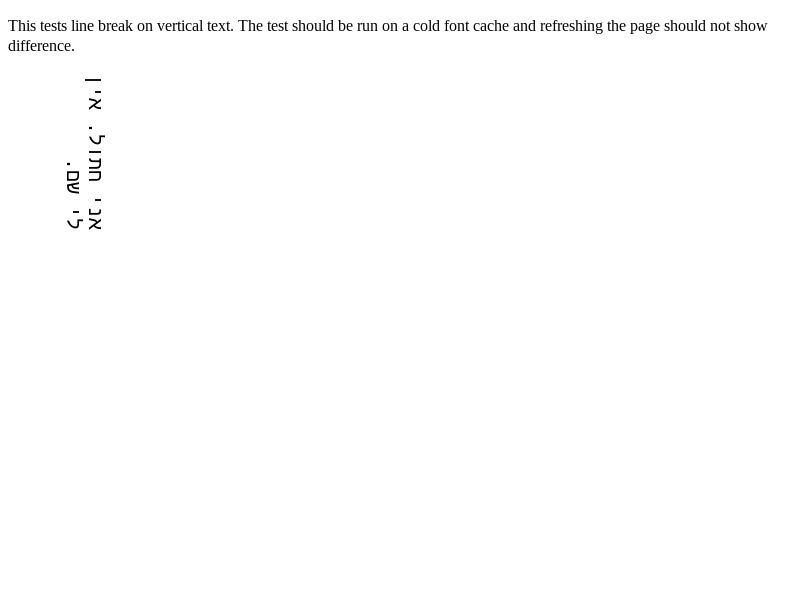 This tests line break on vertical text. The test should be run on a cold font cache and refreshing the page should not show
difference.
אני חתול. אין
לי שם.